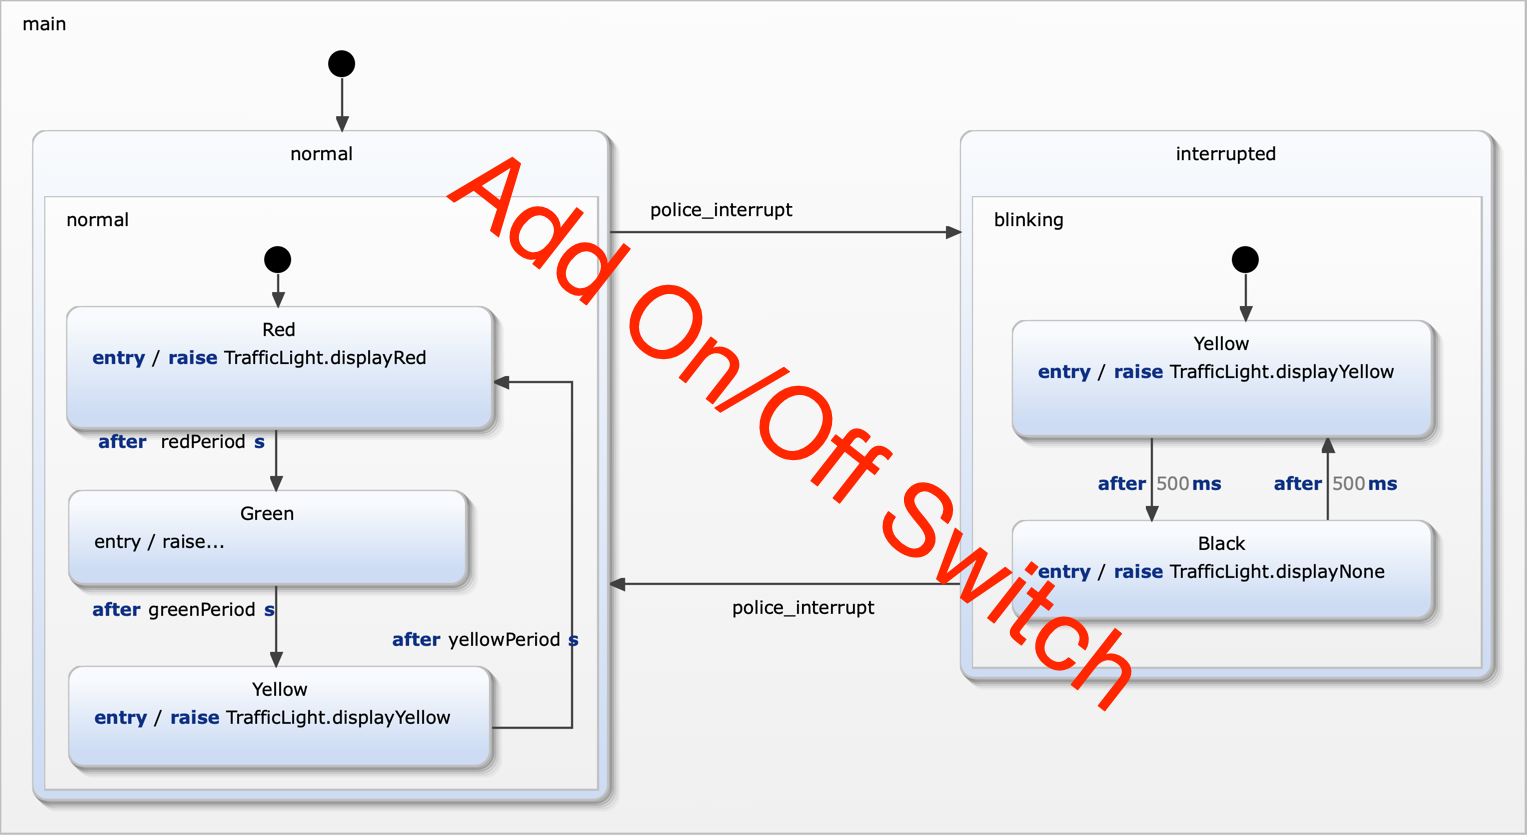 main
normal
normal
Red
entry / raise TrafficLight.displayRed
after redPeriod s
Green
entry / raise...
after greenPeriod s
after yellowPeriod s
Yellow
entry / raise TrafficLight.displayYellow
police_interrupt
police_interrupt
interrupted
blinking
Yellow
entry / raise TrafficLight.displayYellow
after 500 ms
after 500 ms
Black
entry / raise TrafficLight.displayNone
Add On/Off Switch